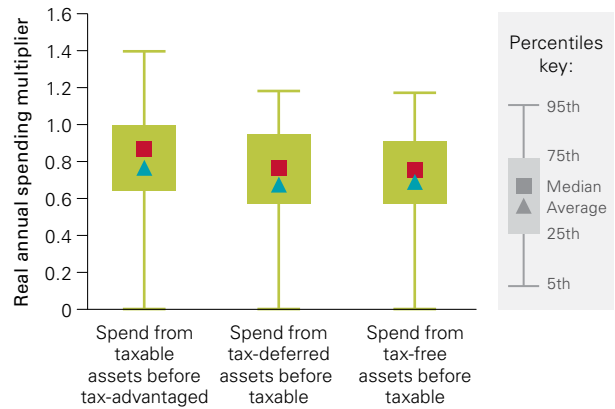 Real annual spending multiplier
1.6
1.4
1.2
1.0
0.8
0.6
0.4
0.2
0
Spend from
taxable
assets before
tax-advantaged
Spend from
tax-deferred
assets before
taxable
Spend from
tax-free
assets before
taxable
Percentiles
key:
95th
75th
Median
Average
25th
5th